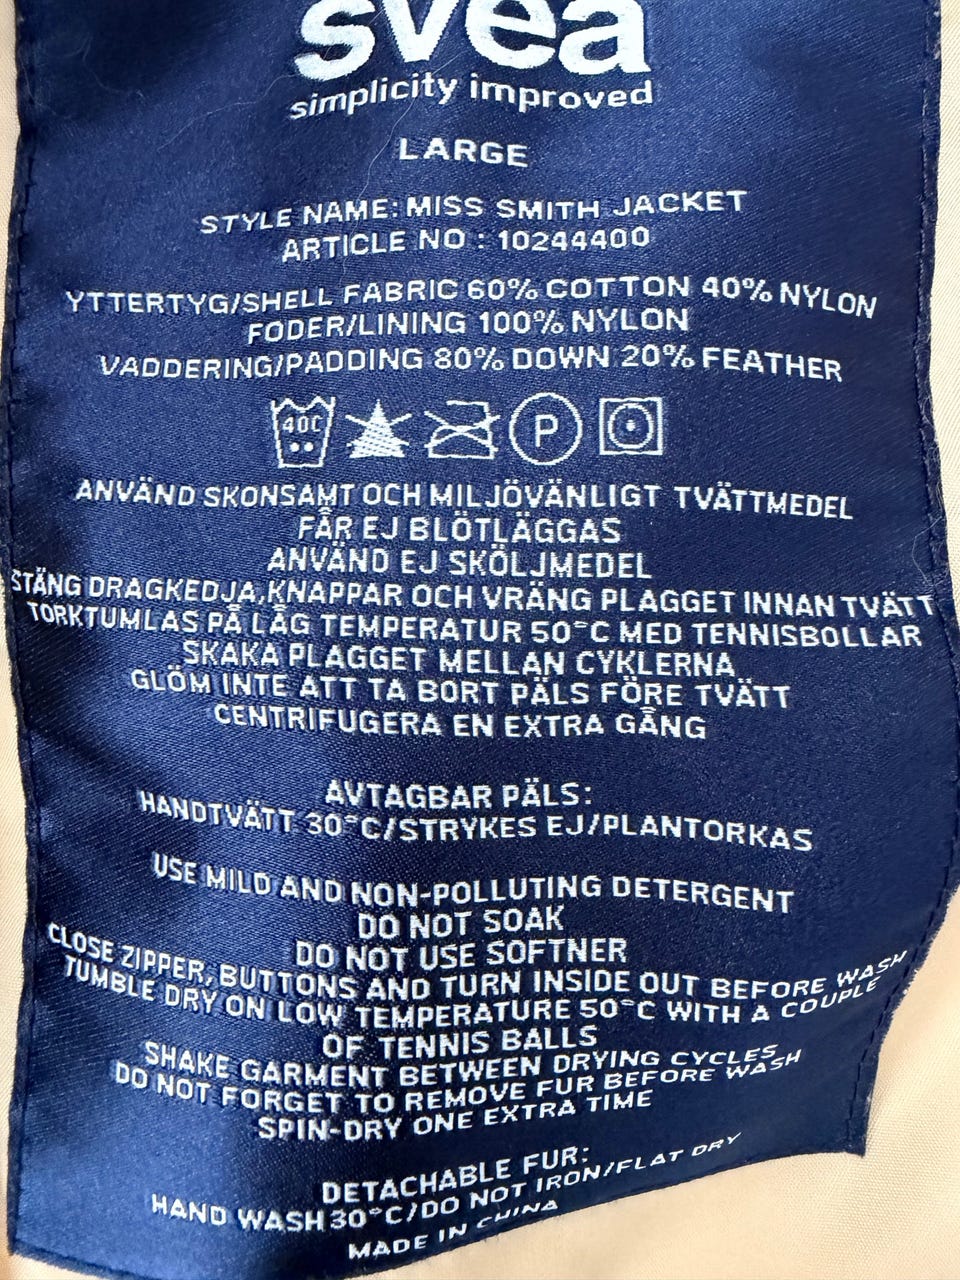 svea
simplicity improved
LARGE
STYLE NAME: MISS SMITH JACKET
ARTICLE NO : 10244400
YTTERTYG/SHELL FABRIC 60% COTTON 40% NYLON
FODER/LINING 100% NYLON
VADDERING/PADDING 80% DOWN 20% FEATHER
40C P
ANVÄND SKONSAMT OCH MILJÖVÄNLIGT TVÄTTMEDEL
FÅR EJ BLÖTLÄGGAS
ANVÄND EJ SKÖLJMEDEL
STÄNG DRAGKEDJA,KNAPPAR OCH VRÄNG PLAGGET INNAN TVÄTT
TORKTUMLAS PÅ LÅG TEMPERATUR 50°C MED TENNISBOLLAR
SKAKA PLAGGET MELLAN CYKLERNA
GLÖM INTE ATT TA BORT PÄLS FÖRE TVÄTT
CENTRIFUGERA EN EXTRA GÅNG
AVTAGBAR PÄLS:
HANDTVÄTT 30°C/STRYKES EJ/PLANTORKAS
USE MILD AND NON-POLLUTING DETERGENT
DO NOT SOAK
DO NOT USE SOFTNER
CLOSE ZIPPER, BUTTONS AND TURN INSIDE OUT BEFORE WASH
TUMBLE DRY ON LOW TEMPERATURE 50°C WITH A COUPLE
OF TENNIS BALLS
SHAKE GARMENT BETWEEN DRYING CYCLES
DO NOT FORGET TO REMOVE FUR BEFORE WASH
SPIN-DRY ONE EXTRA TIME
DETACHABLE FUR:
HAND WASH 30°C/DO NOT IRON/FLAT DRY
MADE IN CHINA